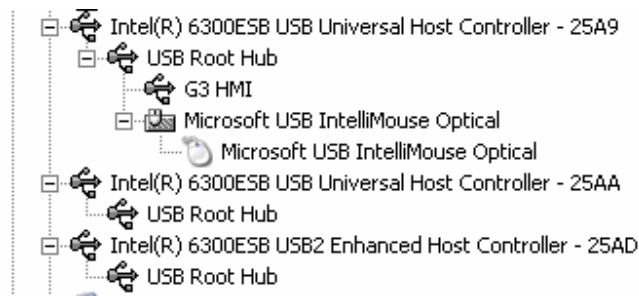 Intel(R) 6300ESB USB Universal Host Controller - 25A9
USB Root Hub
G3 HMI
Microsoft USB IntelliMouse Optical
Microsoft USB IntelliMouse Optical
Intel(R) 6300ESB USB Universal Host Controller - 25AA
USB Root Hub
Intel(R) 6300ESB USB2 Enhanced Host Controller - 25AD
USB Root Hub